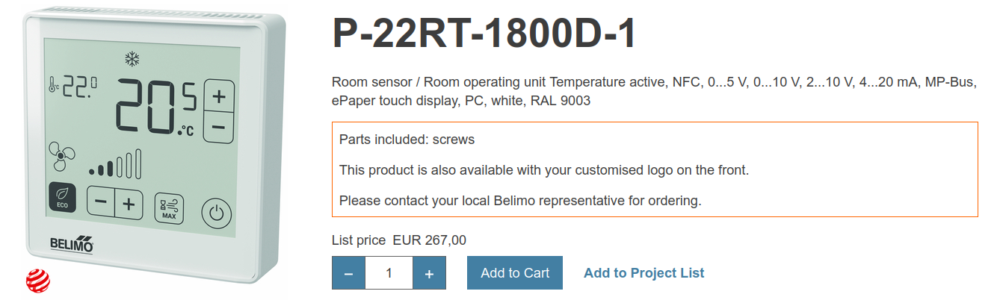 P-22RT-1800D-1
Room sensor / Room operating unit Temperature active, NFC, 0...5 V, 0...10 V, 2...10 V, 4...20 mA, MP-Bus,
ePaper touch display, PC, white, RAL 9003
Parts included: screws
This product is also available with your customised logo on the front.
Please contact your local Belimo representative for ordering.
List price EUR 267,00
− 1 +
Add to Cart
Add to Project List
°C 22.0
20.5 °C
+
−
ECO
− +
MAX
BELIMO